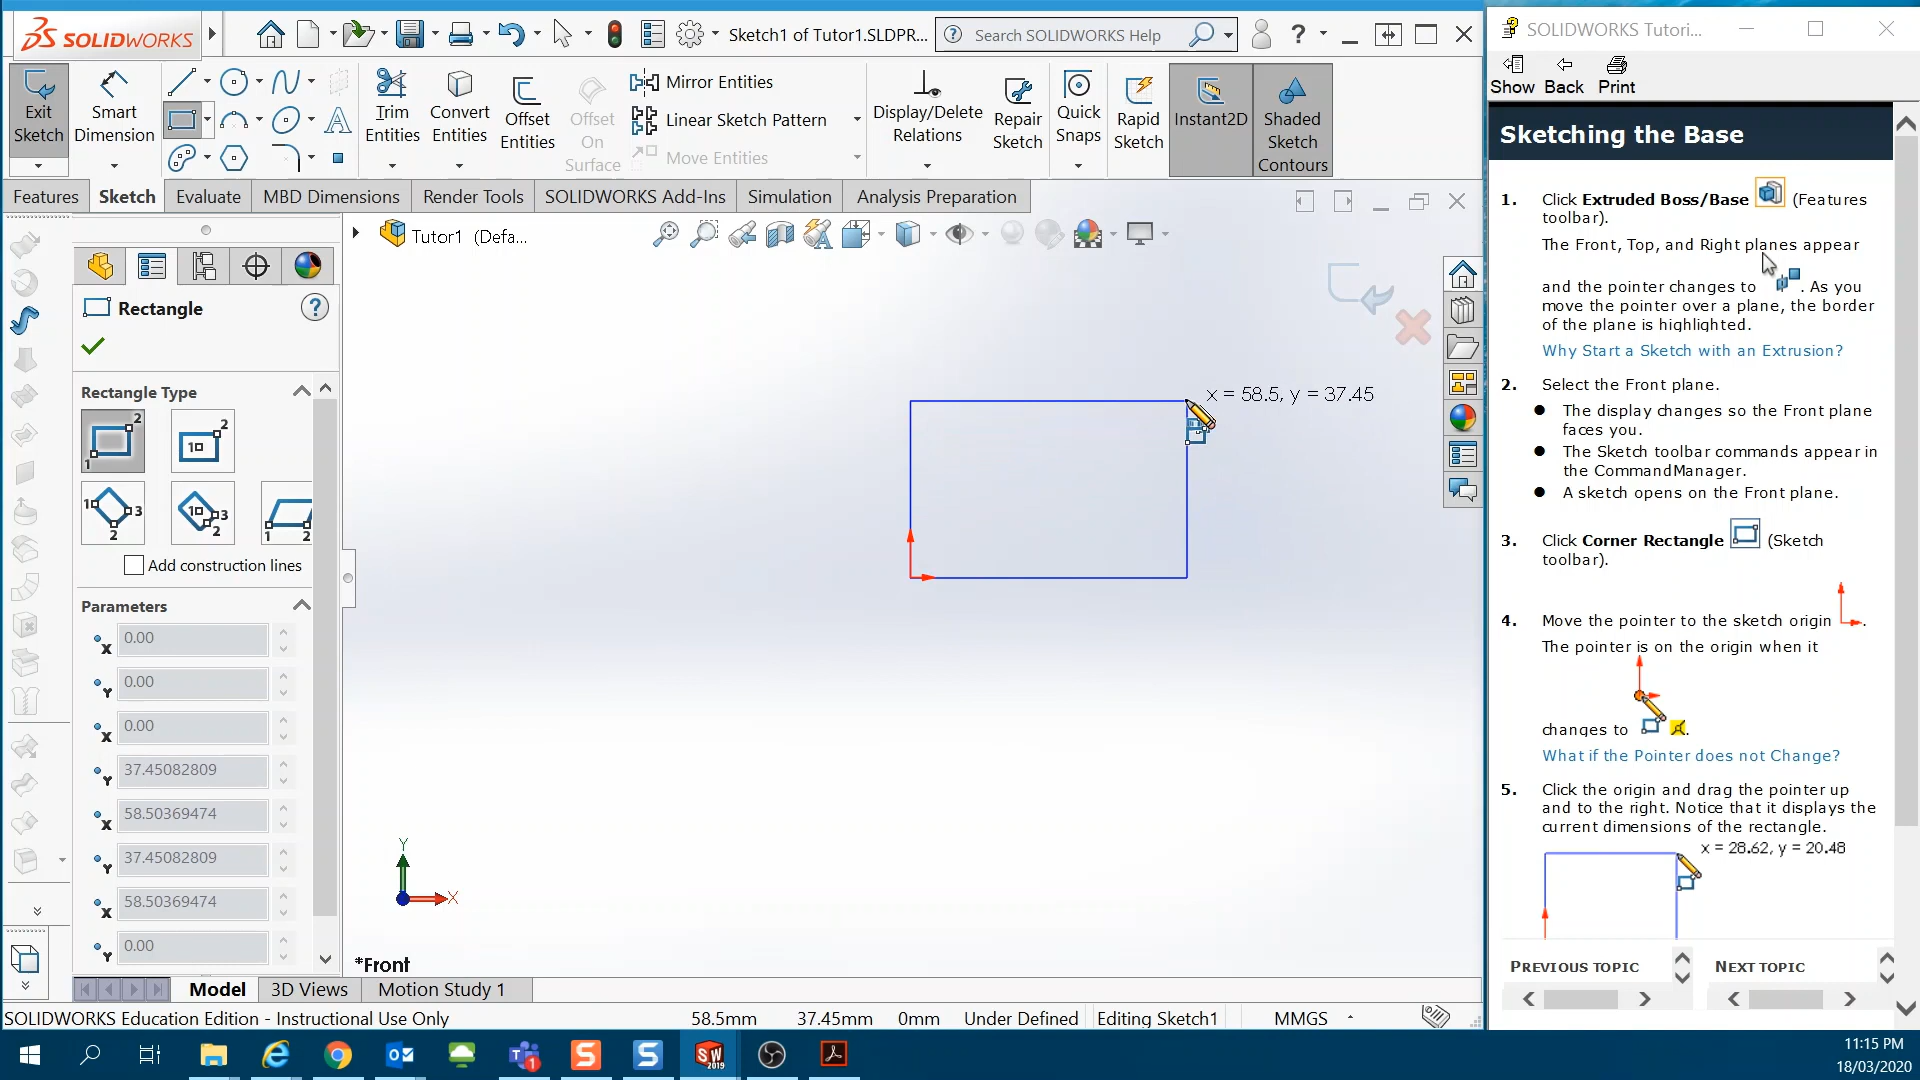 SOLIDWORKS
Sketch1 of Tutor1.SLDPR...
Search SOLIDWORKS Help
?
Exit Sketch
Smart Dimension
Trim Entities
Convert Entities
Offset Entities
Offset On Surface
Mirror Entities
Linear Sketch Pattern
Move Entities
Display/Delete Relations
Repair Sketch
Quick Snaps
Rapid Sketch
Instant2D
Shaded Sketch Contours
Features
Sketch
Evaluate
MBD Dimensions
Render Tools
SOLIDWORKS Add-Ins
Simulation
Analysis Preparation
Tutor1 (Defa...
Rectangle
?
Rectangle Type
Add construction lines
Parameters
X 0.00
Y 0.00
X 0.00
Y 37.45082809
X 58.50369474
Y 37.45082809
X 58.50369474
Y 0.00
x = 58.5, y = 37.45
Y
X
*Front
Model
3D Views
Motion Study 1
SOLIDWORKS Education Edition - Instructional Use Only
58.5mm
37.45mm
0mm
Under Defined
Editing Sketch1
MMGS
SOLIDWORKS Tutori...
Show
Back
Print
Sketching the Base
1. Click Extruded Boss/Base (Features
toolbar).
The Front, Top, and Right planes appear
and the pointer changes to . As you
move the pointer over a plane, the border
of the plane is highlighted.
Why Start a Sketch with an Extrusion?
2. Select the Front plane.
● The display changes so the Front plane
faces you.
● The Sketch toolbar commands appear in
the CommandManager.
● A sketch opens on the Front plane.
3. Click Corner Rectangle (Sketch
toolbar).
4. Move the pointer to the sketch origin .
The pointer is on the origin when it
changes to .
What if the Pointer does not Change?
5. Click the origin and drag the pointer up
and to the right. Notice that it displays the
current dimensions of the rectangle.
x = 28.62, y = 20.48
PREVIOUS TOPIC
NEXT TOPIC
SW
2019
11:15 PM
18/03/2020